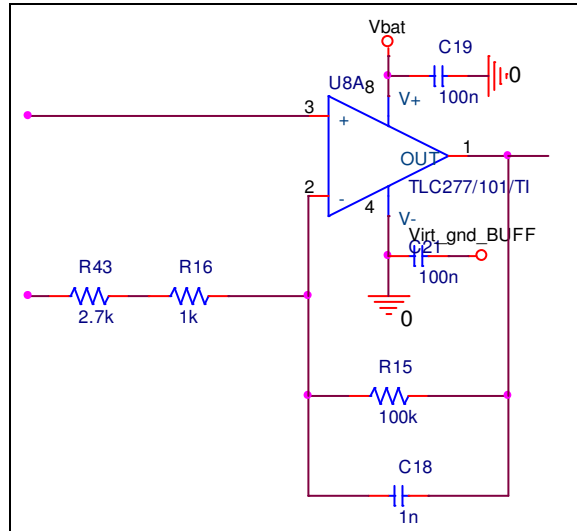 Vbat
C19
0
100n
U8A
8
V+
3
+
OUT
1
2
-
TLC277/101/TI
4
V-
Virt_gnd_BUFF
C21
100n
0
R43
R16
2.7k
1k
R15
100k
C18
1n